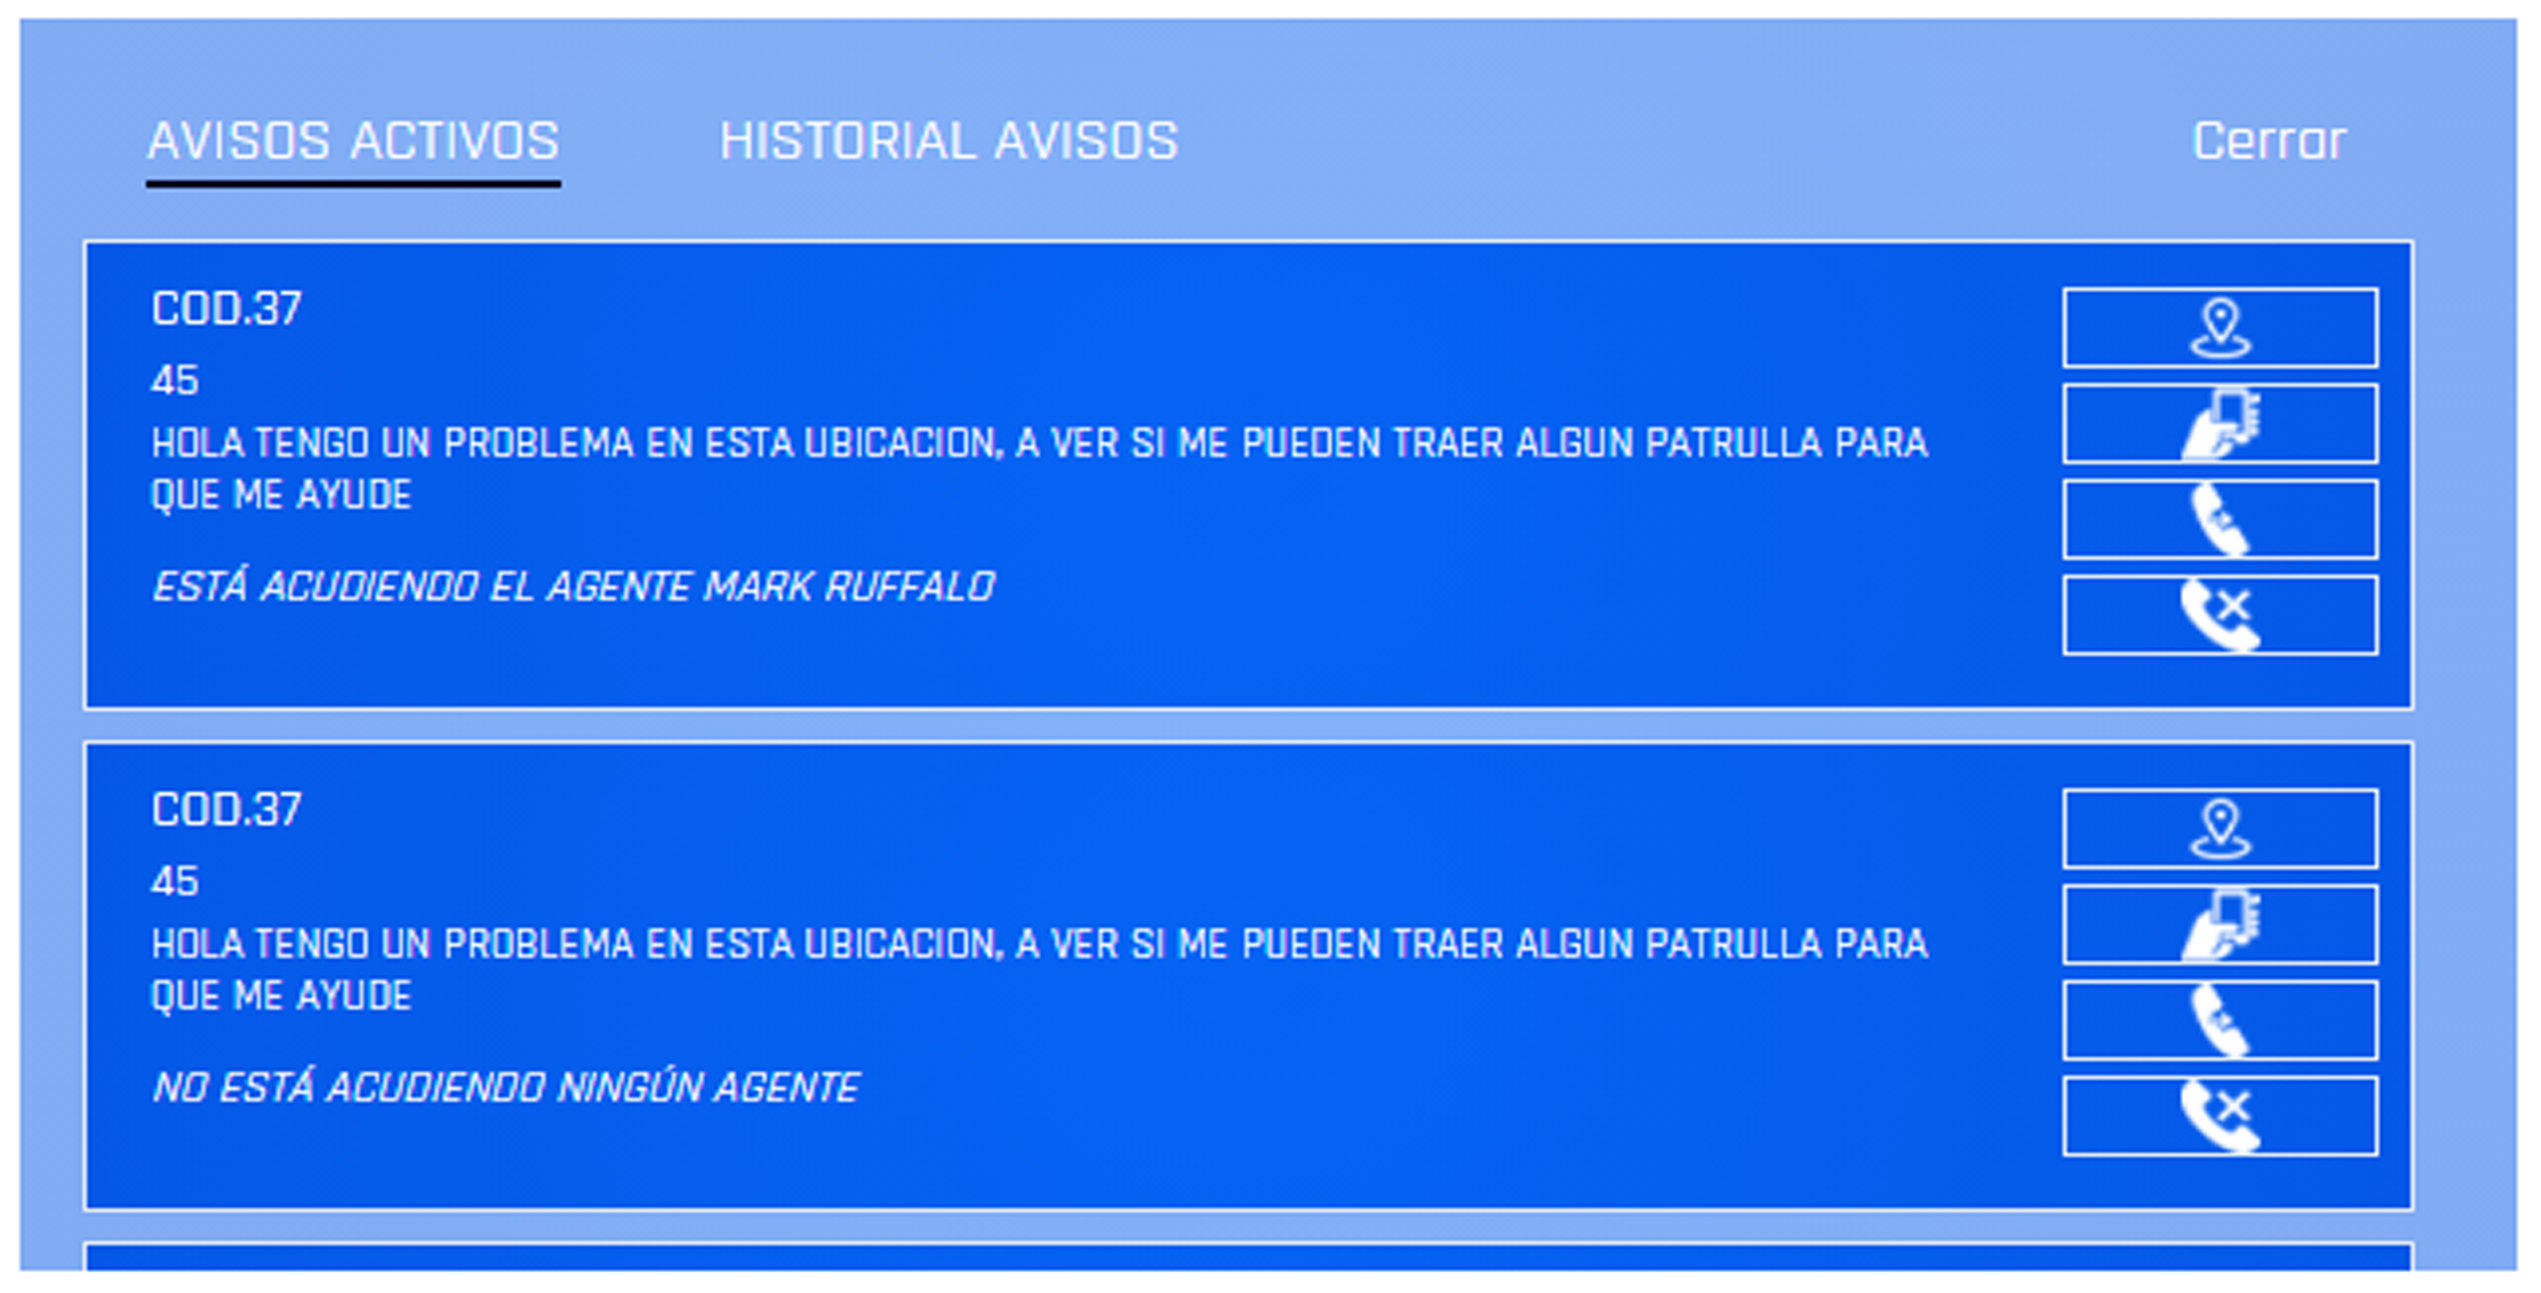 AVISOS ACTIVOS HISTORIAL AVISOS Cerrar
COD.37
45
HOLA TENGO UN PROBLEMA EN ESTA UBICACION, A VER SI ME PUEDEN TRAER ALGUN PATRULLA PARA
QUE ME AYUDE
ESTÁ ACUDIENDO EL AGENTE MARK RUFFALO
COD.37
45
HOLA TENGO UN PROBLEMA EN ESTA UBICACION, A VER SI ME PUEDEN TRAER ALGUN PATRULLA PARA
QUE ME AYUDE
NO ESTÁ ACUDIENDO NINGÚN AGENTE